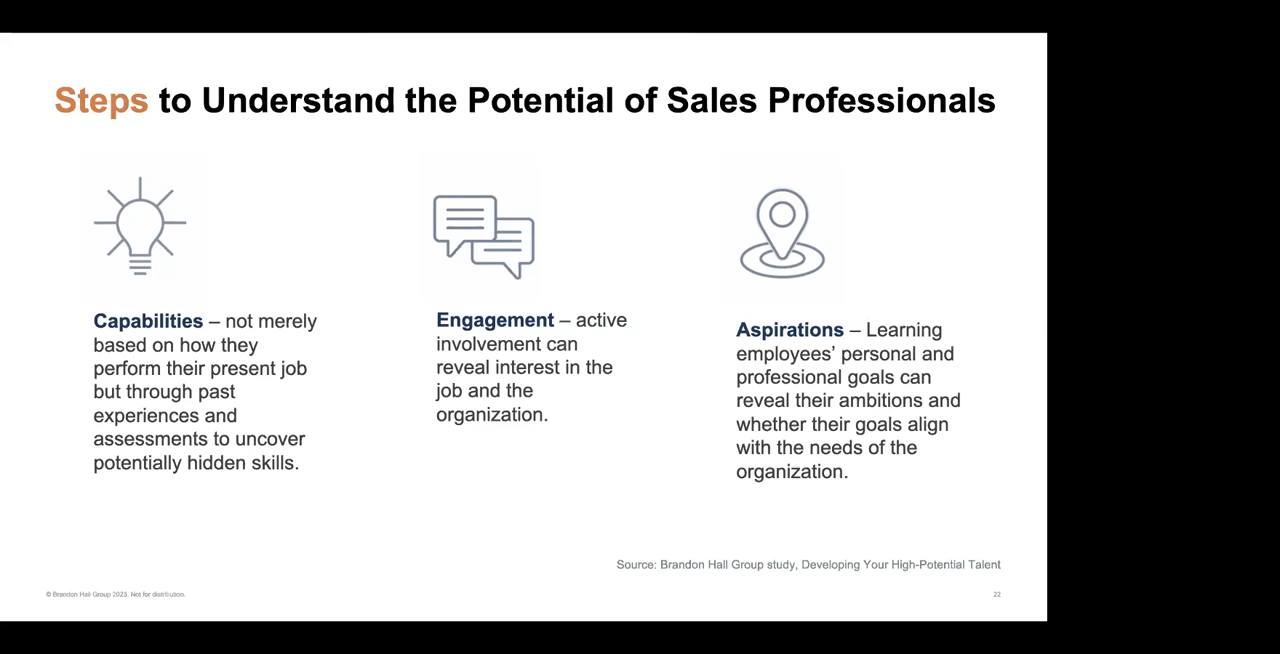 Steps to Understand the Potential of Sales Professionals
Capabilities – not merely
based on how they
perform their present job
but through past
experiences and
assessments to uncover
potentially hidden skills.
Engagement – active
involvement can
reveal interest in the
job and the
organization.
Aspirations – Learning
employees’ personal and
professional goals can
reveal their ambitions and
whether their goals align
with the needs of the
organization.
Source: Brandon Hall Group study, Developing Your High-Potential Talent
© Brandon Hall Group 2023. Not for distribution.
22